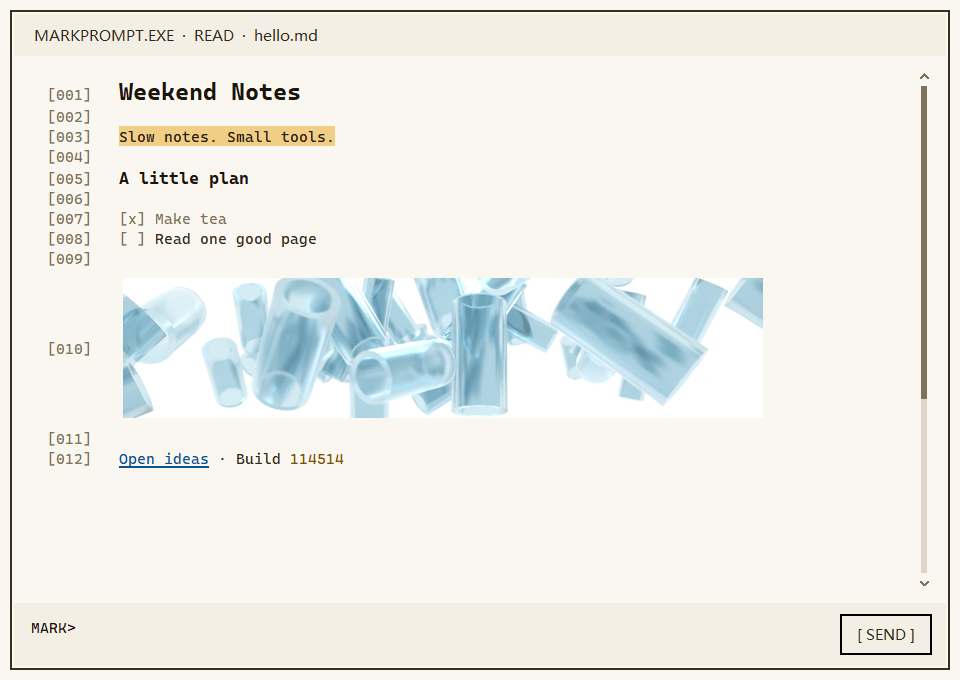 MARKPROMPT.EXE · READ · hello.md
[001] Weekend Notes
[002]
[003] Slow notes. Small tools.
[004]
[005] A little plan
[006]
[007] [x] Make tea
[008] [ ] Read one good page
[009]
[010]
[011]
[012] Open ideas · Build 114514
MARK>
[ SEND ]